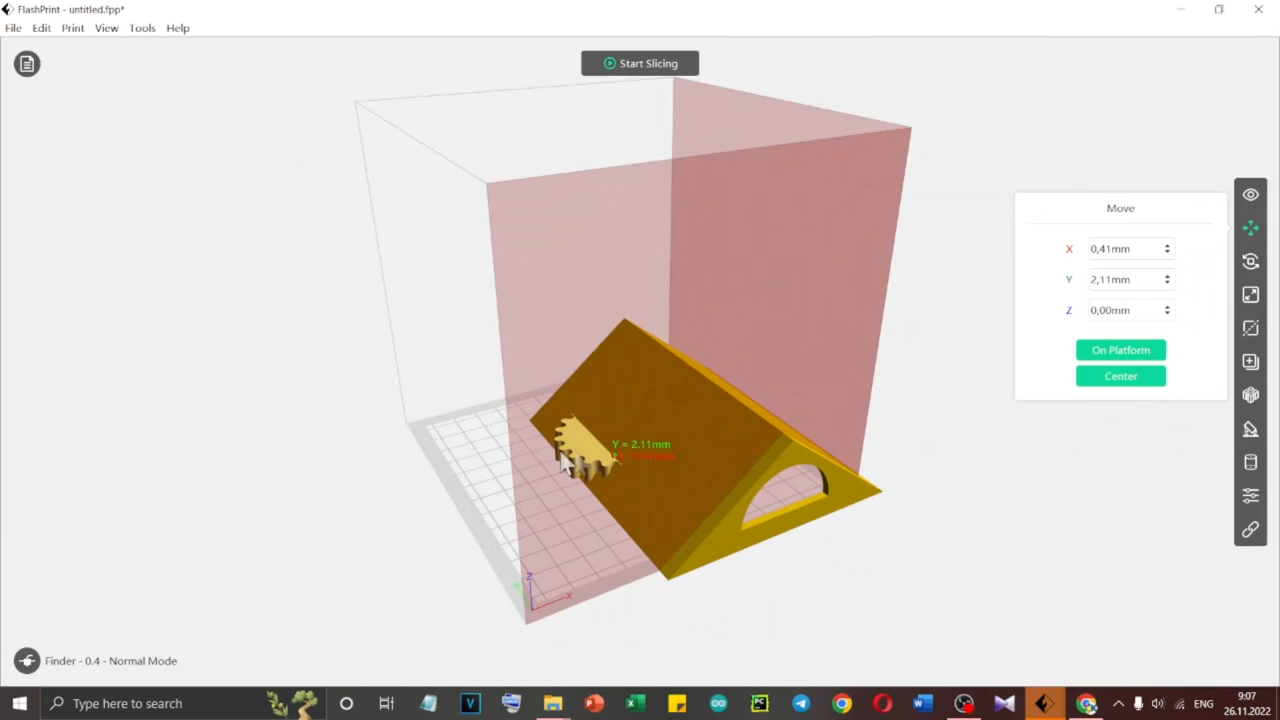 FlashPrint - untitled.fpp*
File Edit Print View Tools Help
Start Slicing
Move
X 0,41mm
Y 2,11mm
Z 0,00mm
On Platform
Center
Y = 2.11mm
Z
X
Finder - 0.4 - Normal Mode
Type here to search
ENG
9:07
26.11.2022